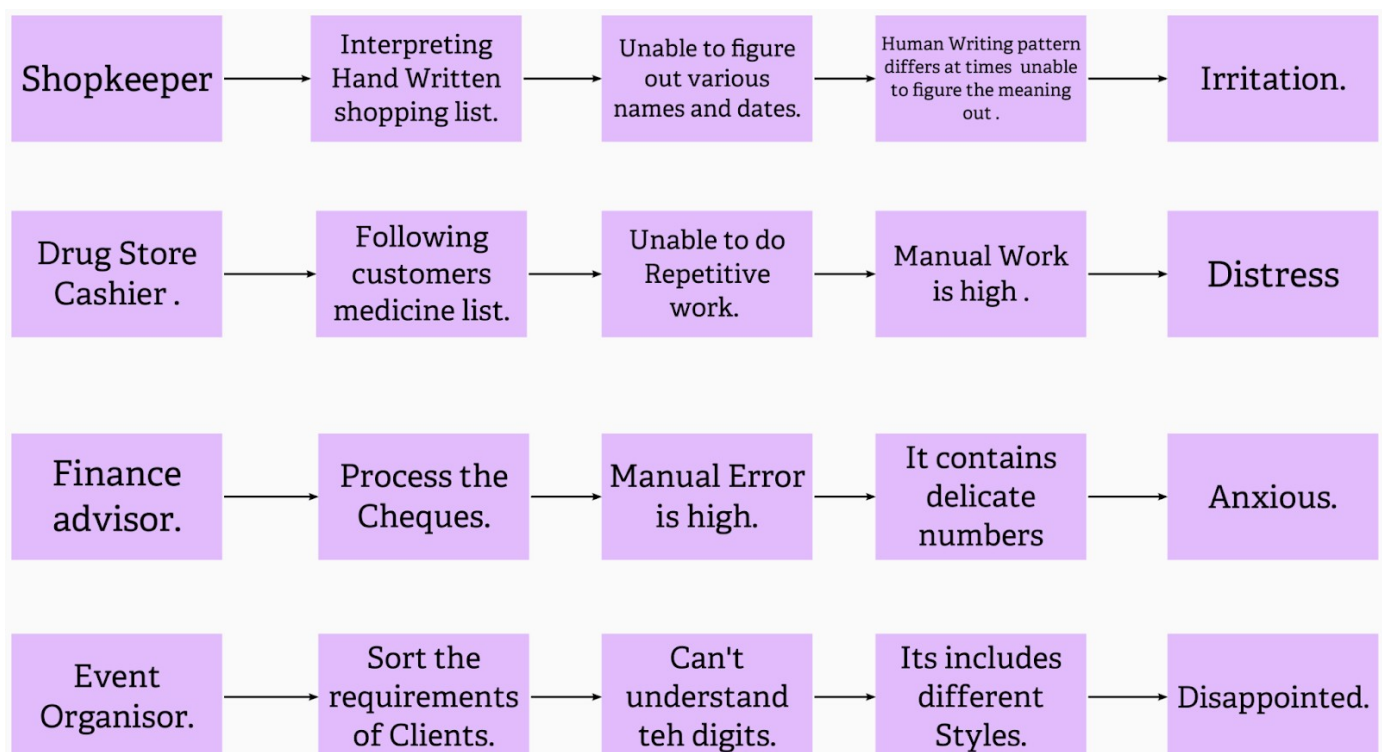 Shopkeeper
Interpreting
Hand Written
shopping list.
Unable to figure
out various
names and dates.
Human Writing pattern
differs at times unable
to figure the meaning
out .
Irritation.
Drug Store
Cashier .
Following
customers
medicine list.
Unable to do
Repetitive
work.
Manual Work
is high .
Distress
Finance
advisor.
Process the
Cheques.
Manual Error
is high.
It contains
delicate
numbers
Anxious.
Event
Organisor.
Sort the
requirements
of Clients.
Can't
understand
teh digits.
Its includes
different
Styles.
Disappointed.